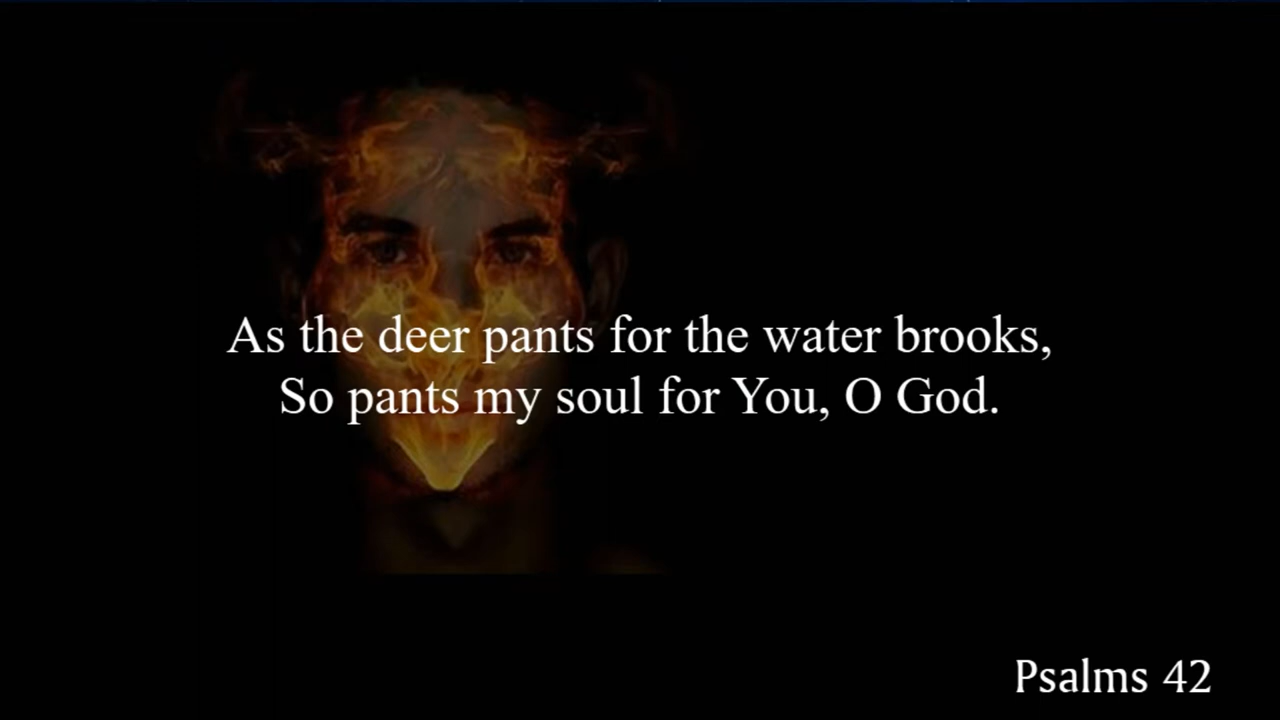 As the deer pants for the water brooks,
So pants my soul for You, O God.
Psalms 42